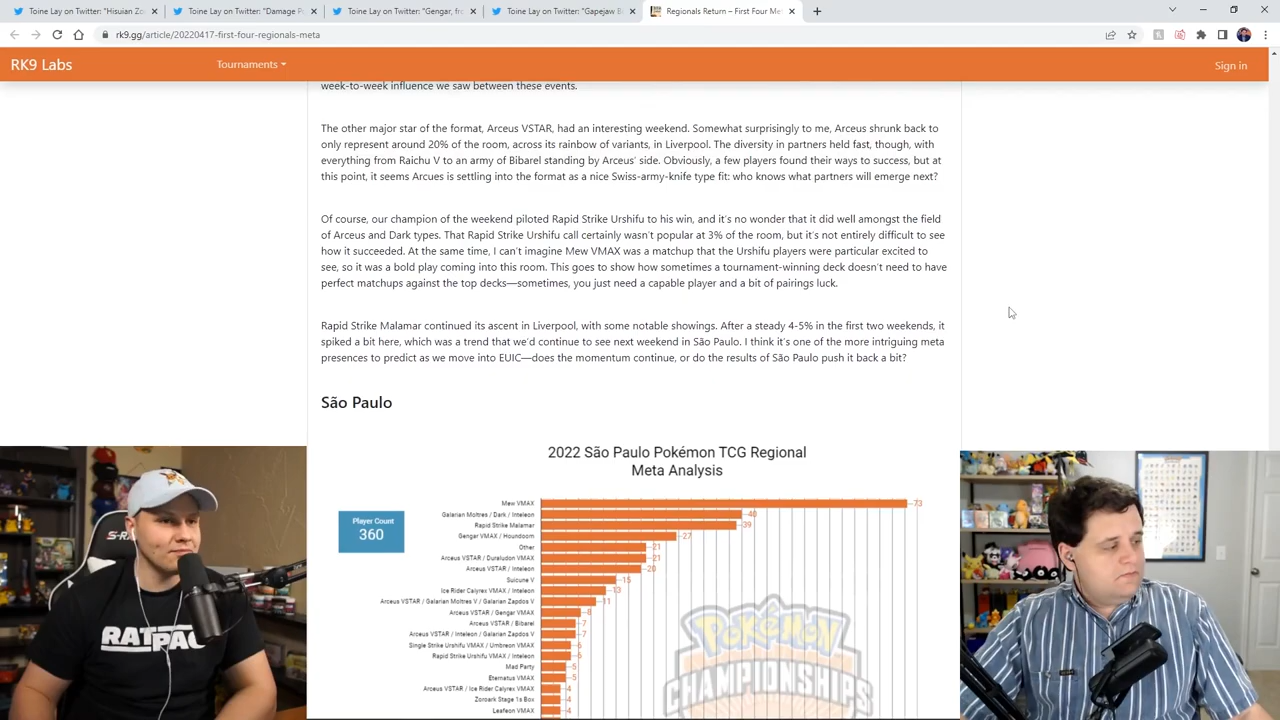 Toine Lay on Twitter: "Hisuian Zo
Toine Lay on Twitter: "Damage P
Toine Lay on Twitter: "Gengar, fr
Toine Lay on Twitter: "Gapejaw B
Regionals Return – First Four Me
rk9.gg/article/20220417-first-four-regionals-meta
RK9 Labs
Tournaments
Sign in
week-to-week influence we saw between these events.
The other major star of the format, Arceus VSTAR, had an interesting weekend. Somewhat surprisingly to me, Arceus shrunk back to
only represent around 20% of the room, across its rainbow of variants, in Liverpool. The diversity in partners held fast, though, with
everything from Raichu V to an army of Bibarel standing by Arceus' side. Obviously, a few players found their ways to success, but at
this point, it seems Arcues is settling into the format as a nice Swiss-army-knife type fit: who knows what partners will emerge next?
Of course, our champion of the weekend piloted Rapid Strike Urshifu to his win, and it's no wonder that it did well amongst the field
of Arceus and Dark types. That Rapid Strike Urshifu call certainly wasn't popular at 3% of the room, but it's not entirely difficult to see
how it succeeded. At the same time, I can't imagine Mew VMAX was a matchup that the Urshifu players were particular excited to
see, so it was a bold play coming into this room. This goes to show how sometimes a tournament-winning deck doesn't need to have
perfect matchups against the top decks—sometimes, you just need a capable player and a bit of pairings luck.
Rapid Strike Malamar continued its ascent in Liverpool, with some notable showings. After a steady 4-5% in the first two weekends, it
spiked a bit here, which was a trend that we'd continue to see next weekend in São Paulo. I think it's one of the more intriguing meta
presences to predict as we move into EUIC—does the momentum continue, or do the results of São Paulo push it back a bit?
São Paulo
2022 São Paulo Pokémon TCG Regional
Meta Analysis
Player Count
360
Mew VMAX 73
Galarian Moltres / Dark / Inteleon 40
Rapid Strike Malamar 39
Gengar VMAX / Houndoom 27
Other 21
Arceus VSTAR / Duraludon VMAX 21
Arceus VSTAR / Inteleon 20
Suicune V 15
Ice Rider Calyrex VMAX / Inteleon 13
Arceus VSTAR / Galarian Moltres V / Galarian Zapdos V 11
Arceus VSTAR / Gengar VMAX 8
Arceus VSTAR / Bibarel 7
Arceus VSTAR / Inteleon / Galarian Zapdos V 7
Single Strike Urshifu VMAX / Umbreon VMAX 6
Rapid Strike Urshifu VMAX / Inteleon 6
Mad Party 5
Eternatus VMAX 5
Arceus VSTAR / Ice Rider Calyrex VMAX 4
Zoroark Stage 1s Box 4
Leafeon VMAX 4
Pokémon
CHAMPIONSHIPS
RATPAC